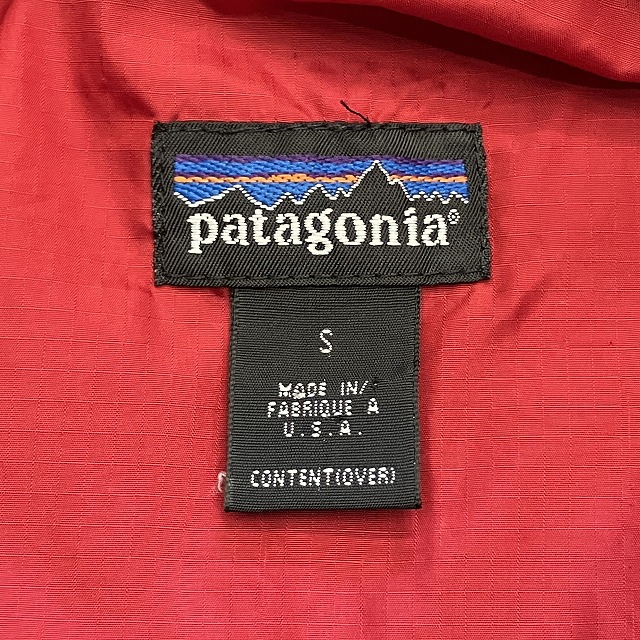 patagonia®
S
MADE IN/
FABRIQUE A
U.S.A.
CONTENT(OVER)